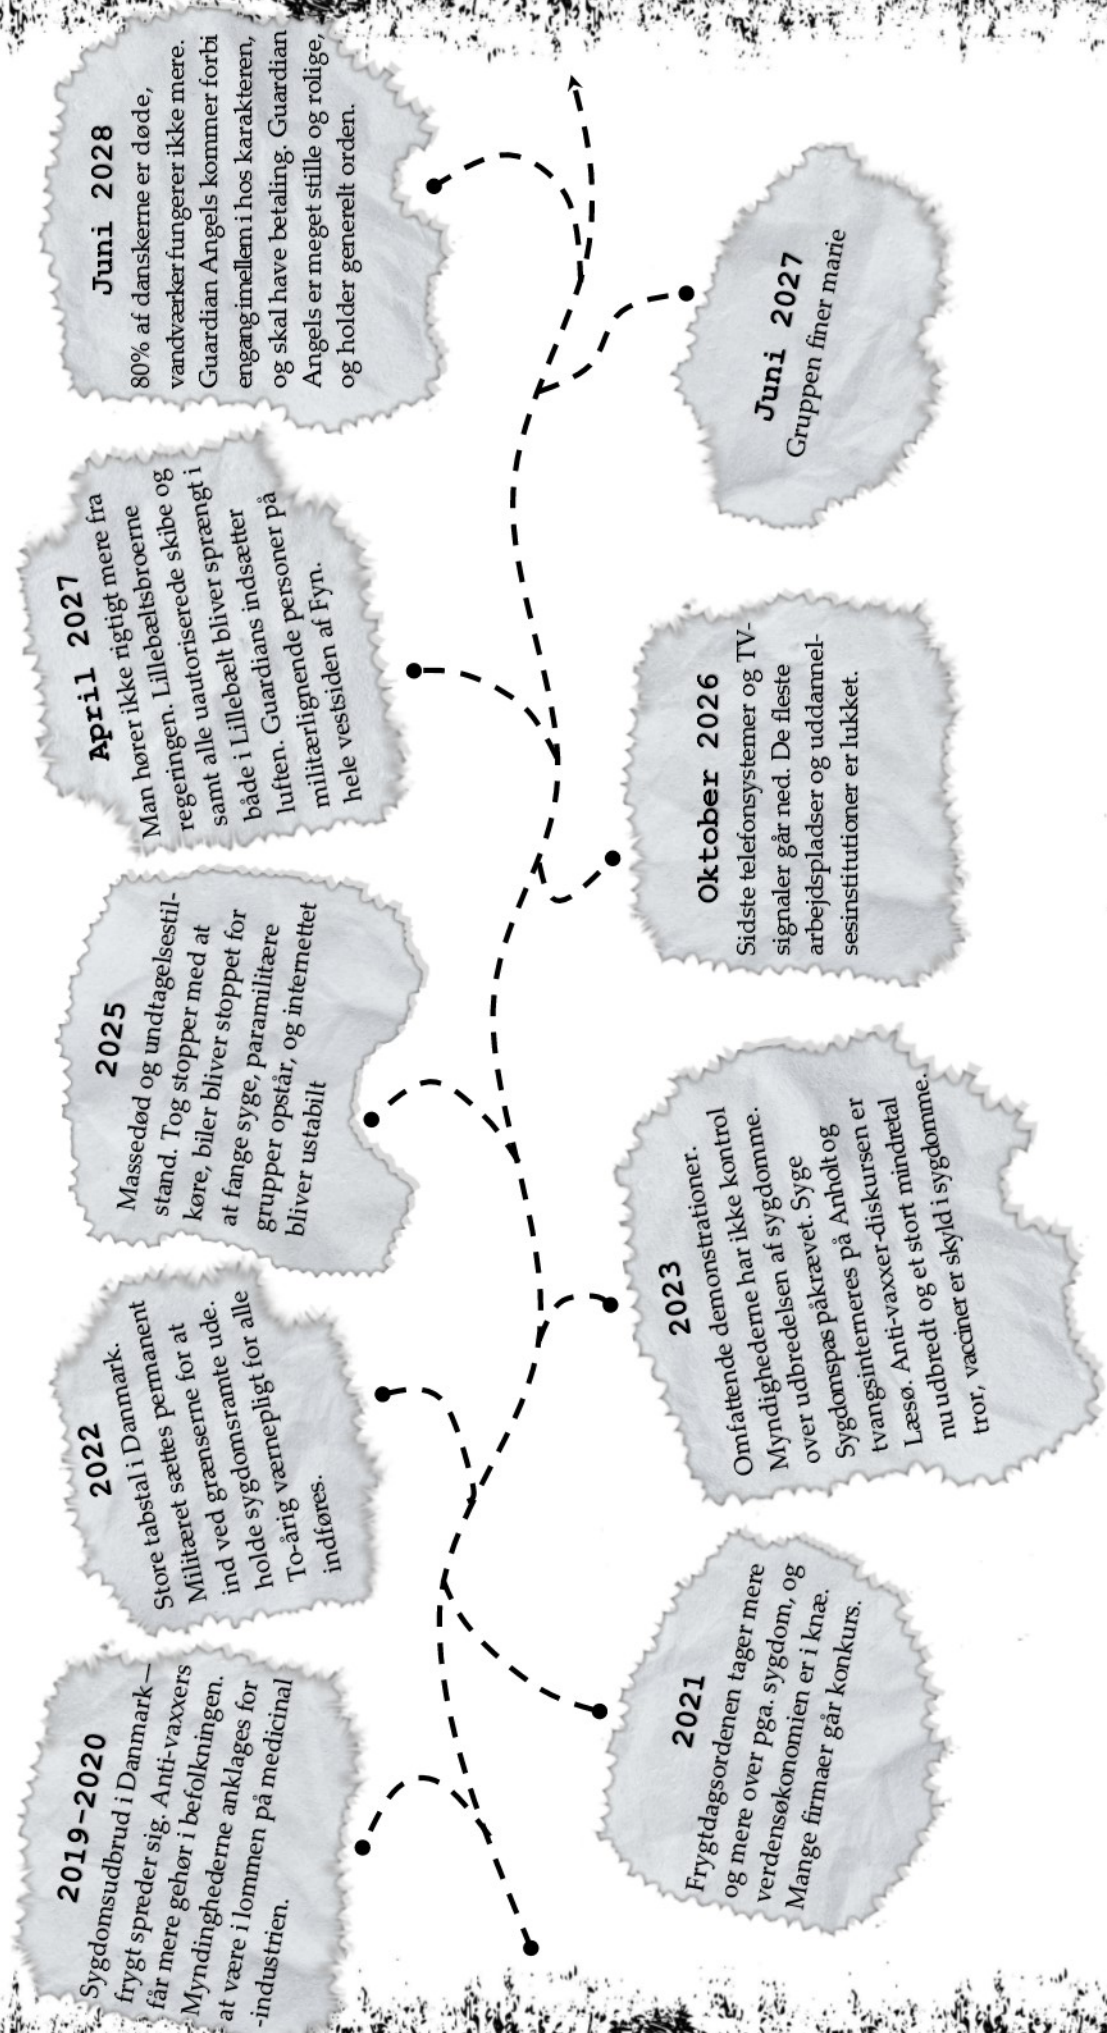 2019-2020
Sygdomsudbrud i Danmark—
frygt spreder sig. Anti-vaxxers
får mere gehør i befolkningen.
Myndinghederne anklages for
at være i lommen på medicinal
-industrien.
2021
Frygtdagsordenen tager mere
og mere over pga. sygdom, og
verdensøkonomien er i knæ.
Mange firmaer går konkurs.
2022
Store tabstal i Danmark.
Militæret sættes permanent
ind ved grænserne for at
holde sygdomsramte ude.
To-årig værnepligt for alle
indføres.
2023
Omfattende demonstrationer.
Myndighederne har ikke kontrol
over udbredelsen af sygdomme.
Sygdomspas påkrævet. Syge
tvangsinterneres på Anholt og
Læsø. Anti-vaxxer-diskursen er
nu udbredt og et stort mindretal
tror, vacciner er skyld i sygdomme.
2025
Massedød og undtagelsestil-
stand. Tog stopper med at
køre, biler bliver stoppet for
at fange syge, paramilitære
grupper opstår, og internettet
bliver ustabilt
Oktober 2026
Sidste telefonsystemer og TV-
signaler går ned. De fleste
arbejdspladser og uddannel-
sesinstitutioner er lukket.
April 2027
Man hører ikke rigtigt mere fra
regeringen. Lillebæltsbroerne
samt alle uautoriserede skibe og
både i Lillebælt bliver sprængt i
luften. Guardians indsætter
militærlignende personer på
hele vestsiden af Fyn.
Juni 2027
Gruppen finer marie
Juni 2028
80% af danskerne er døde,
vandværker fungerer ikke mere.
Guardian Angels kommer forbi
engang imellem i hos karakteren,
og skal have betaling. Guardian
Angels er meget stille og rolige,
og holder generelt orden.